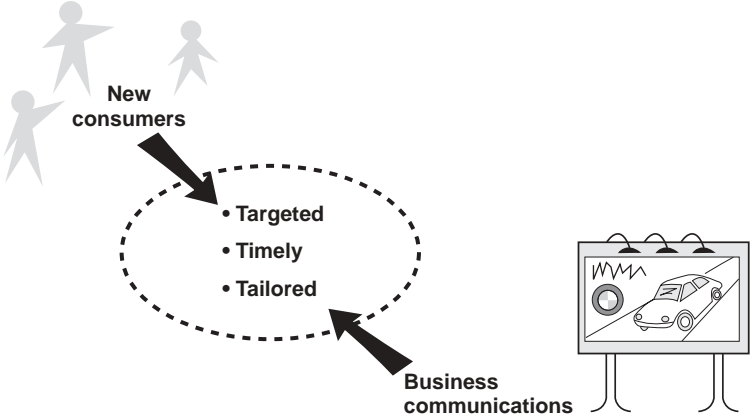 New
consumers
• Targeted
• Timely
• Tailored
Business
communications